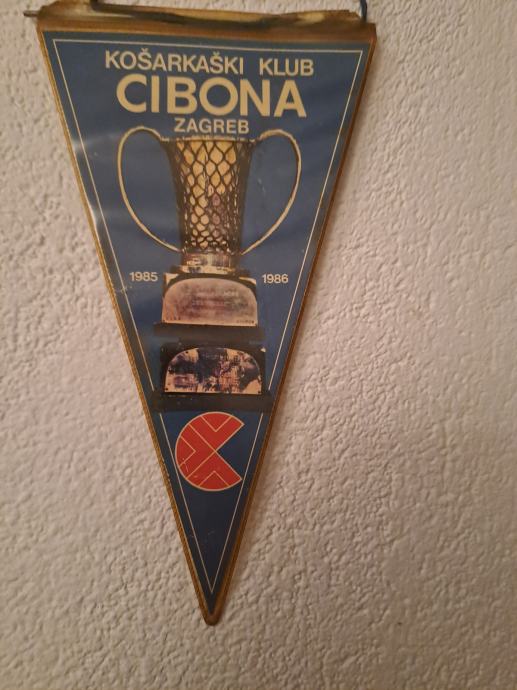 KOŠARKAŠKI KLUB
CIBONA
ZAGREB
1985 1986